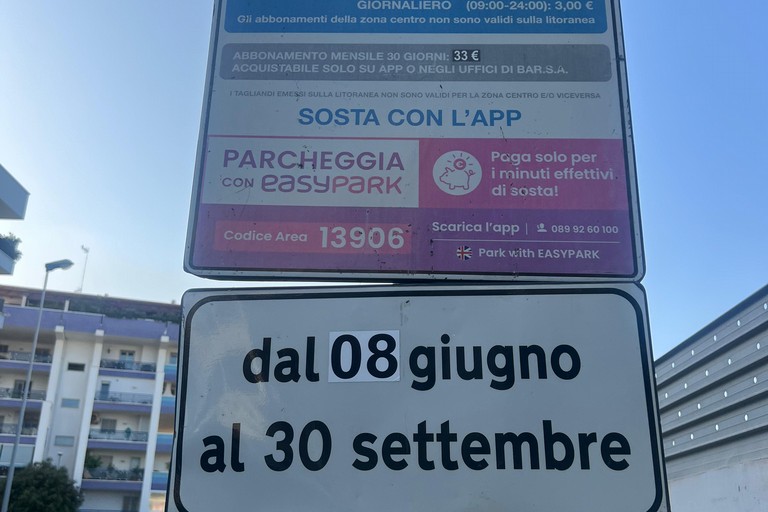 GIORNALIERO (09:00-24:00): 3,00 €
Gli abbonamenti della zona centro non sono validi sulla litoranea
ABBONAMENTO MENSILE 30 GIORNI: 33 €
ACQUISTABILE SOLO SU APP O NEGLI UFFICI DI BAR.S.A.
I TAGLIANDI EMESSI SULLA LITORANEA NON SONO VALIDI PER LA ZONA CENTRO E/O VICEVERSA
SOSTA CON L'APP
PARCHEGGIA
CON easyPARK
Paga solo per
i minuti effettivi
di sosta!
Codice Area 13906
Scarica l'app | 089 92 60 100
Park with EASYPARK
dal 08 giugno
al 30 settembre